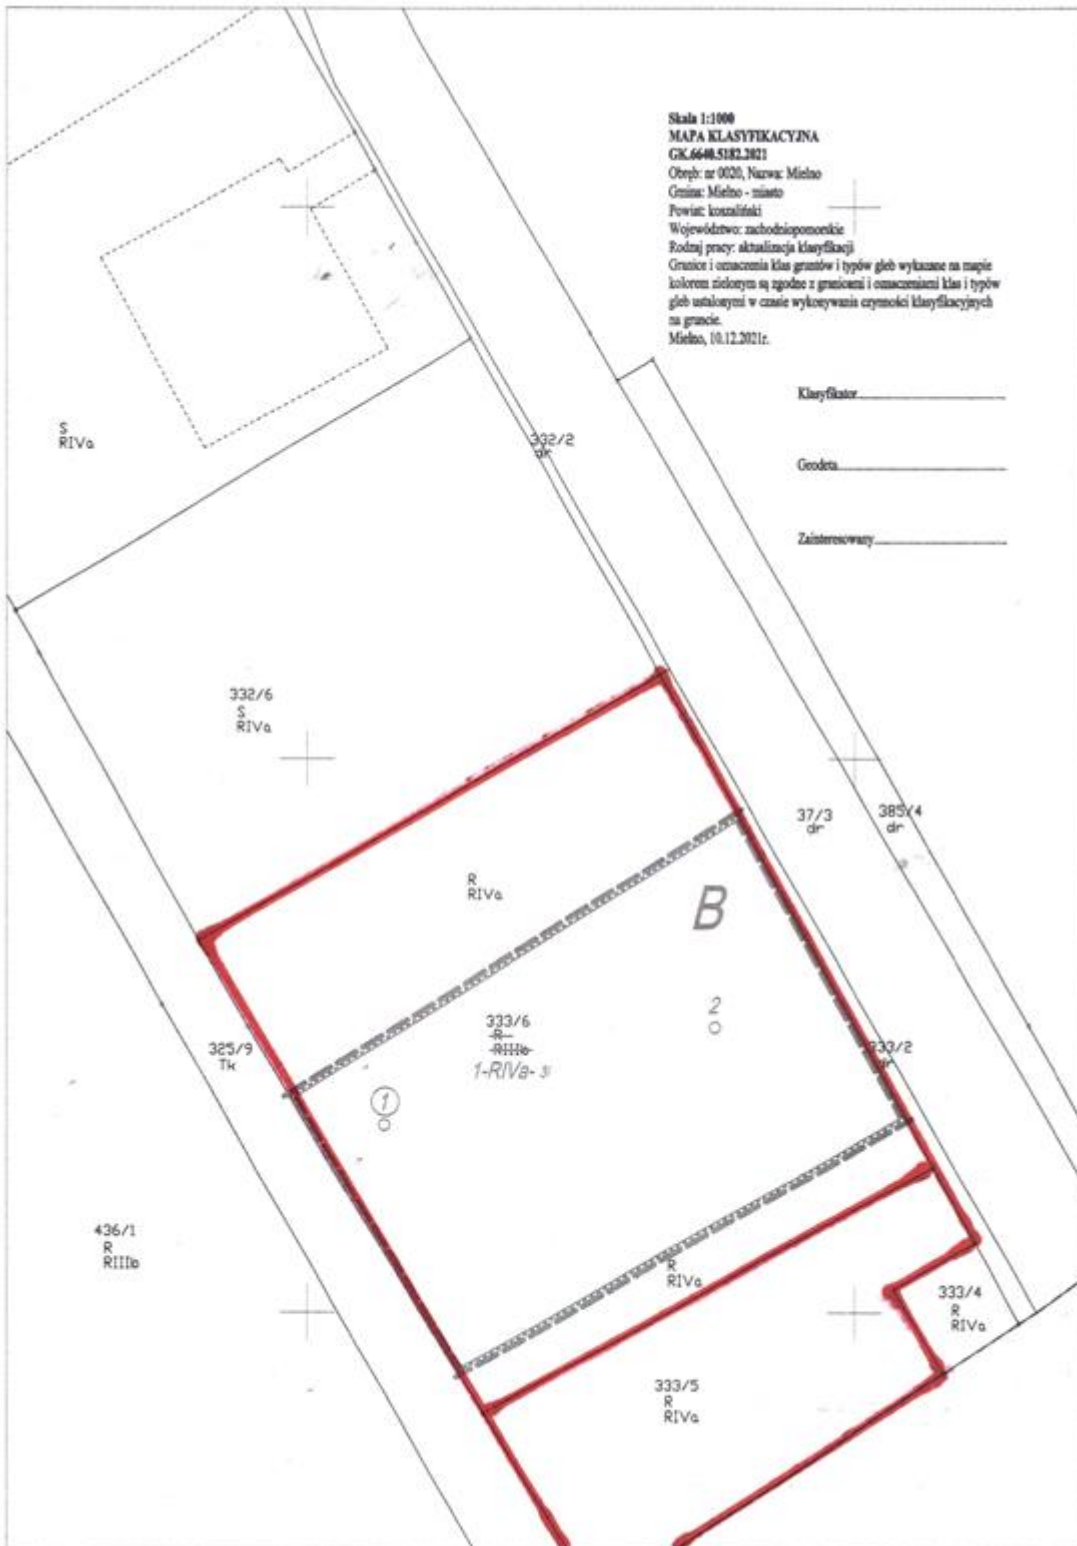 Skala 1:1000
MAPA KLASYFIKACYJNA
GK.6640.5182.2021
Obręb: nr 0020, Nazwa: Mielno
Gmina: Mielno - miasto
Powiat: koszaliński
Województwo: zachodniopomorskie
Rodzaj pracy: aktualizacja klasyfikacji
Granice i oznaczenia klas gruntów i typów gleb wykazane na mapie
kolorem zielonym są zgodne z granicami i oznaczeniami klas i typów
gleb ustalonymi w czasie wykonywania czynności klasyfikacyjnych
na gruncie.
Mielno, 10.12.2021r.
Klasyfikator
Geodeta
Zainteresowany
S
RIVa
332/2
dr
332/6
S
RIVa
37/3
dr
385/4
dr
R
RIVa
B
333/6
R
RIIIb
1-RIVa-
2
1
325/9
Tk
333/2
dr
436/1
R
RIIIb
R
RIVa
333/4
R
RIVa
333/5
R
RIVa